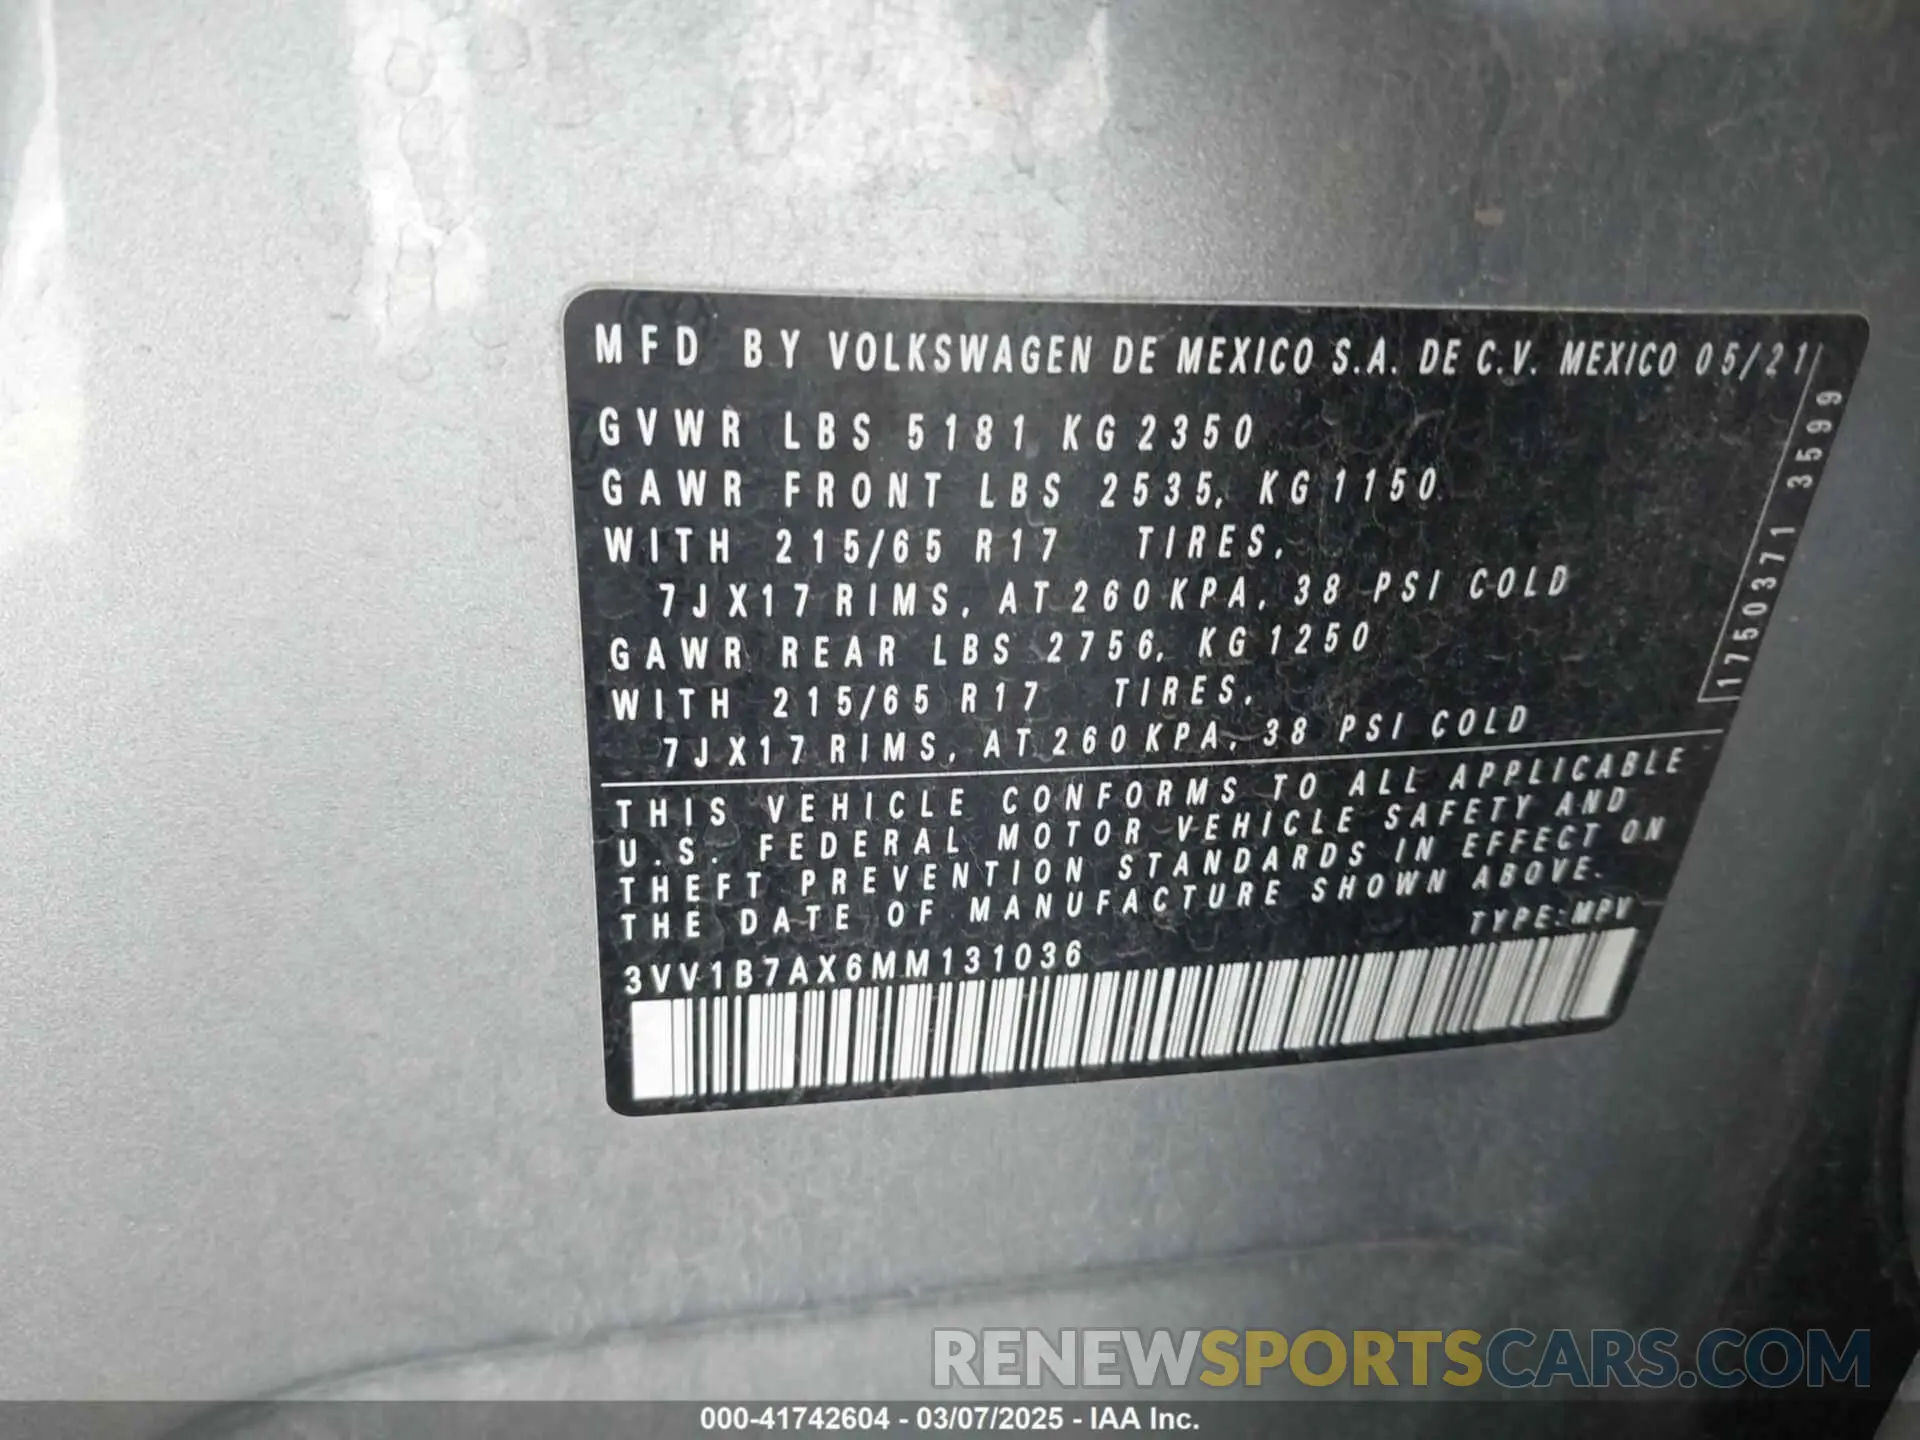 MFD BY VOLKSWAGEN DE MEXICO S.A. DE C.V. MEXICO 05/21
GVWR LBS 5181 KG 2350
GAWR FRONT LBS 2535, KG 1150
WITH 215/65 R17 TIRES,
7JX17 RIMS, AT 260 KPA, 38 PSI COLD
GAWR REAR LBS 2756, KG 1250
WITH 215/65 R17 TIRES,
7JX17 RIMS, AT 260 KPA, 38 PSI COLD
1750371 3599
THIS VEHICLE CONFORMS TO ALL APPLICABLE
U.S. FEDERAL MOTOR VEHICLE SAFETY AND
THEFT PREVENTION STANDARDS IN EFFECT ON
THE DATE OF MANUFACTURE SHOWN ABOVE.
TYPE: MPV
3VV1B7AX6MM131036
RENEWSPORTSCARS.COM
000-41742604 - 03/07/2025 - IAA Inc.